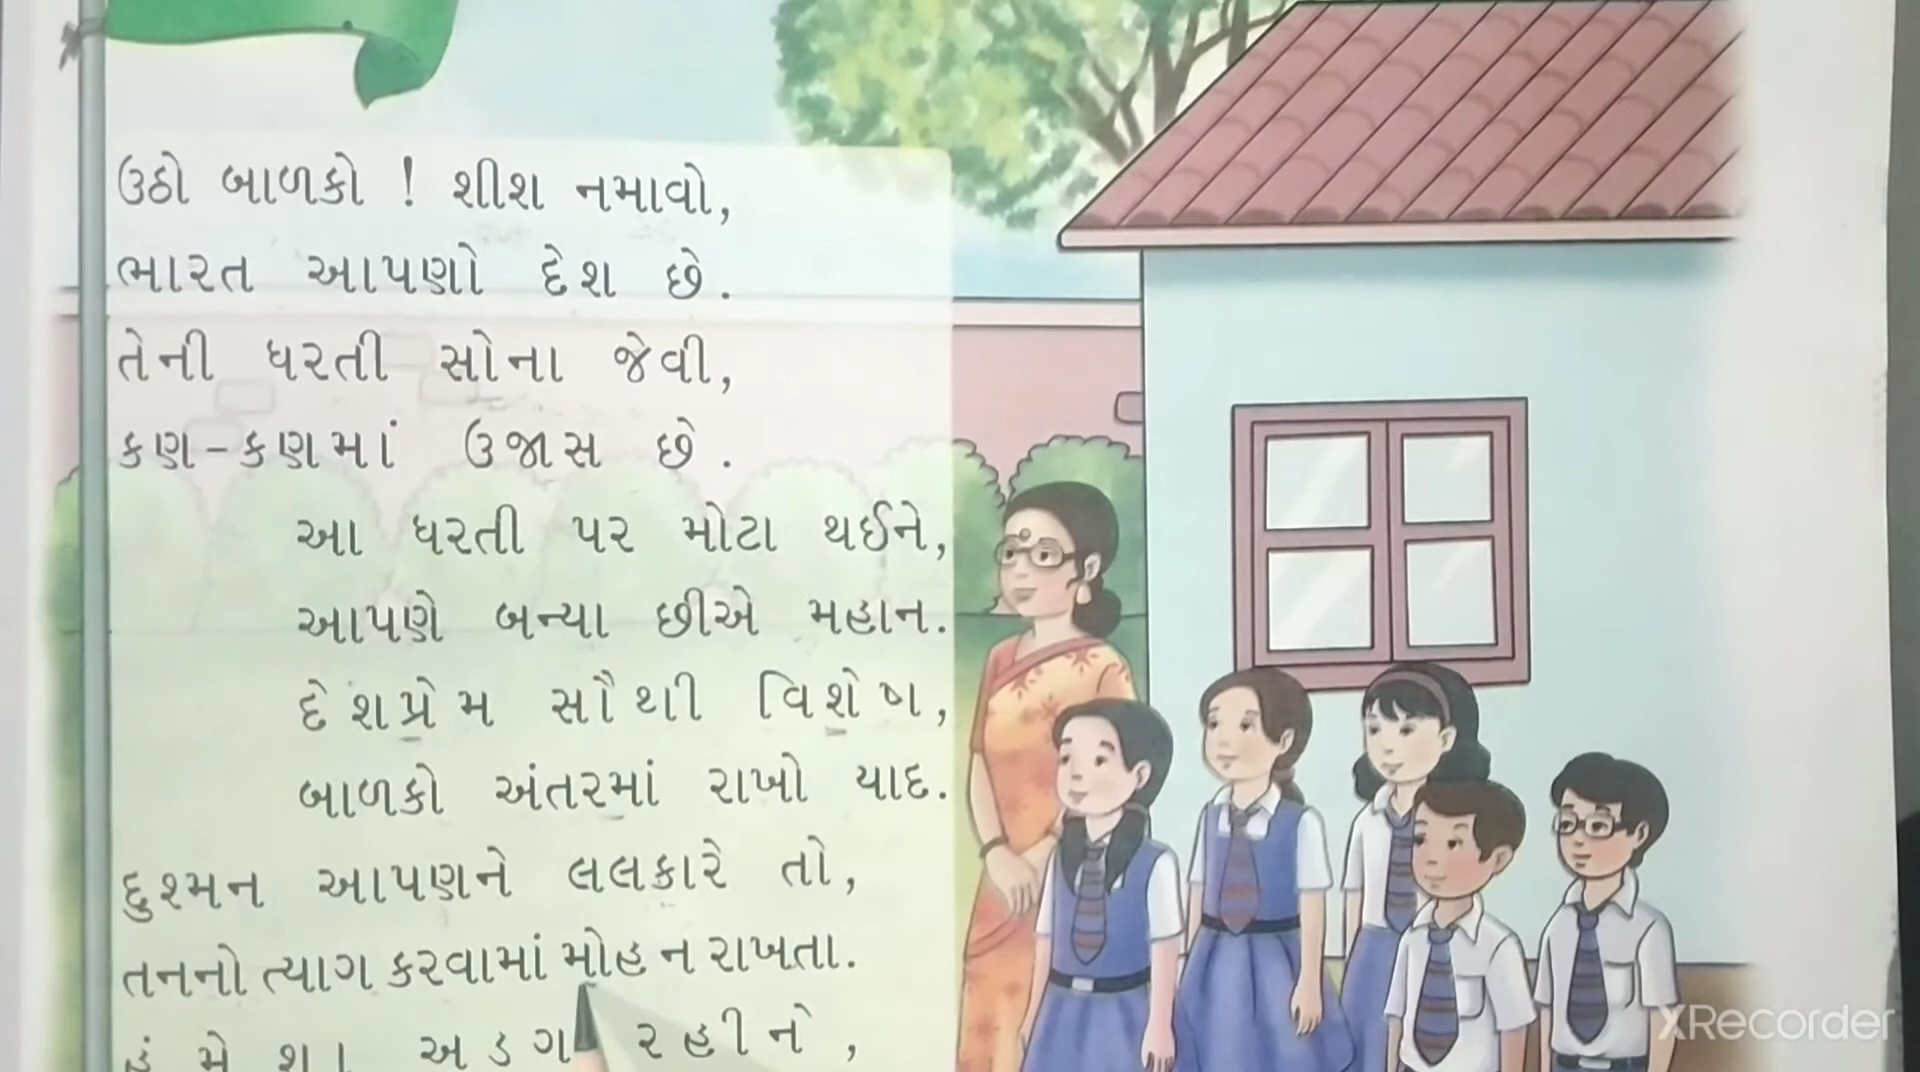 ઉઠો બાળકો ! શીશ નમાવો,
ભારત આપણો દેશ છે.
તેની ધરતી સોના જેવી,
કણ-કણમાં ઉજાસ છે.
આ ધરતી પર મોટા થઈને,
આપણે બન્યા છીએ મહાન.
દેશપ્રેમ સૌથી વિશેષ,
બાળકો અંતરમાં રાખો યાદ.
દુશ્મન આપણને લલકારે તો,
તનનો ત્યાગ કરવામાં મોહ ન રાખતા.
હંમેશા અડગ રહીને,
XRecorder